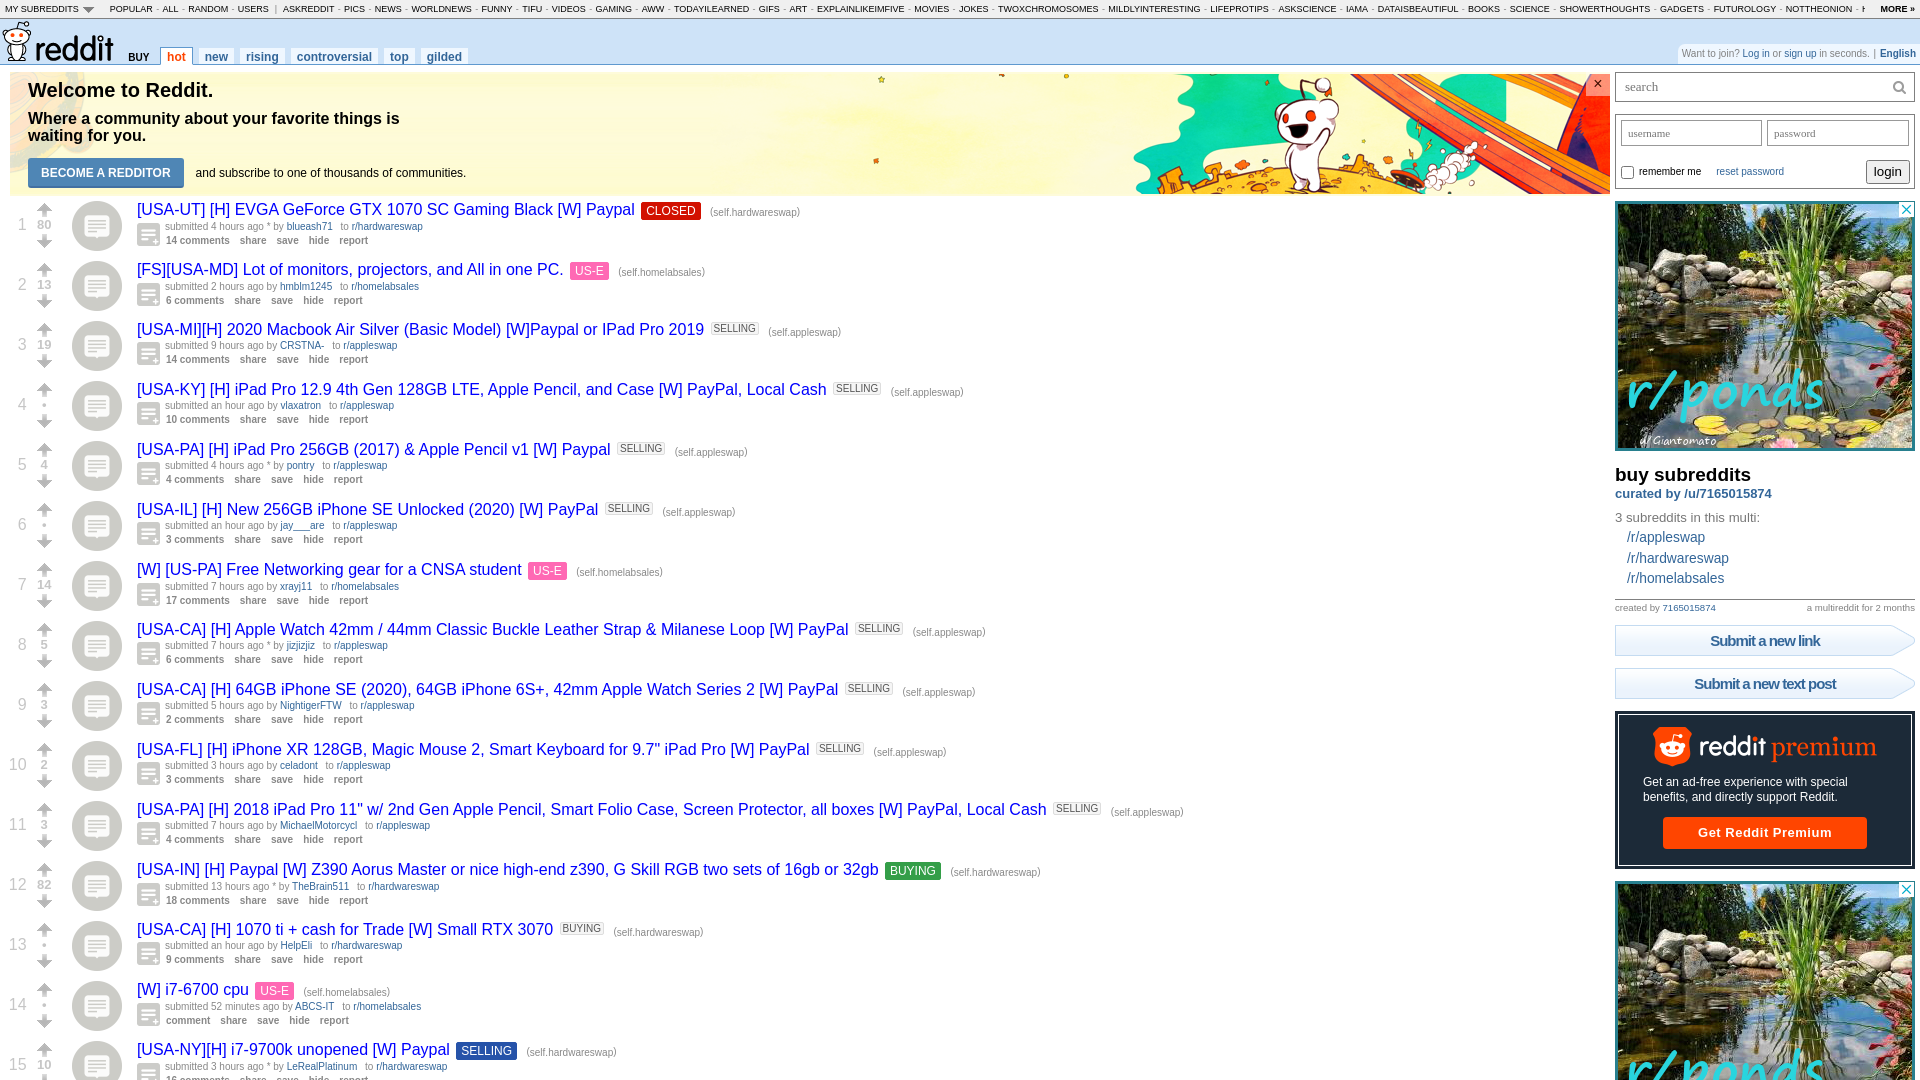 MY SUBREDDITS POPULAR - ALL - RANDOM - USERS | ASKREDDIT - PICS - NEWS - WORLDNEWS - FUNNY - TIFU - VIDEOS - GAMING - AWW - TODAYILEARNED - GIFS - ART - EXPLAINLIKEIMFIVE - MOVIES - JOKES - TWOXCHROMOSOMES - MILDLYINTERESTING - LIFEPROTIPS - ASKSCIENCE - IAMA - DATAISBEAUTIFUL - BOOKS - SCIENCE - SHOWERTHOUGHTS - GADGETS - FUTUROLOGY - NOTTHEONION MORE »
reddit BUY hot new rising controversial top gilded
Want to join? Log in or sign up in seconds. | English
Welcome to Reddit.
Where a community about your favorite things is
waiting for you.
BECOME A REDDITOR and subscribe to one of thousands of communities.
×
1
80
[USA-UT] [H] EVGA GeForce GTX 1070 SC Gaming Black [W] Paypal CLOSED (self.hardwareswap)
submitted 4 hours ago * by blueash71 to r/hardwareswap
14 comments share save hide report
2
13
[FS][USA-MD] Lot of monitors, projectors, and All in one PC. US-E (self.homelabsales)
submitted 2 hours ago by hmblm1245 to r/homelabsales
6 comments share save hide report
3
19
[USA-MI][H] 2020 Macbook Air Silver (Basic Model) [W]Paypal or IPad Pro 2019 SELLING (self.appleswap)
submitted 9 hours ago by CRSTNA- to r/appleswap
14 comments share save hide report
4
•
[USA-KY] [H] iPad Pro 12.9 4th Gen 128GB LTE, Apple Pencil, and Case [W] PayPal, Local Cash SELLING (self.appleswap)
submitted an hour ago by vlaxatron to r/appleswap
10 comments share save hide report
5
4
[USA-PA] [H] iPad Pro 256GB (2017) & Apple Pencil v1 [W] Paypal SELLING (self.appleswap)
submitted 4 hours ago * by pontry to r/appleswap
4 comments share save hide report
6
•
[USA-IL] [H] New 256GB iPhone SE Unlocked (2020) [W] PayPal SELLING (self.appleswap)
submitted an hour ago by jay___are to r/appleswap
3 comments share save hide report
7
14
[W] [US-PA] Free Networking gear for a CNSA student US-E (self.homelabsales)
submitted 7 hours ago by xrayj11 to r/homelabsales
17 comments share save hide report
8
5
[USA-CA] [H] Apple Watch 42mm / 44mm Classic Buckle Leather Strap & Milanese Loop [W] PayPal SELLING (self.appleswap)
submitted 7 hours ago * by jizjizjiz to r/appleswap
6 comments share save hide report
9
3
[USA-CA] [H] 64GB iPhone SE (2020), 64GB iPhone 6S+, 42mm Apple Watch Series 2 [W] PayPal SELLING (self.appleswap)
submitted 5 hours ago by NightigerFTW to r/appleswap
2 comments share save hide report
10
2
[USA-FL] [H] iPhone XR 128GB, Magic Mouse 2, Smart Keyboard for 9.7" iPad Pro [W] PayPal SELLING (self.appleswap)
submitted 3 hours ago by celadont to r/appleswap
3 comments share save hide report
11
3
[USA-PA] [H] 2018 iPad Pro 11" w/ 2nd Gen Apple Pencil, Smart Folio Case, Screen Protector, all boxes [W] PayPal, Local Cash SELLING (self.appleswap)
submitted 7 hours ago by MichaelMotorcycl to r/appleswap
4 comments share save hide report
12
82
[USA-IN] [H] Paypal [W] Z390 Aorus Master or nice high-end z390, G Skill RGB two sets of 16gb or 32gb BUYING (self.hardwareswap)
submitted 13 hours ago * by TheBrain511 to r/hardwareswap
18 comments share save hide report
13
•
[USA-CA] [H] 1070 ti + cash for Trade [W] Small RTX 3070 BUYING (self.hardwareswap)
submitted an hour ago by HelpEli to r/hardwareswap
9 comments share save hide report
14
•
[W] i7-6700 cpu US-E (self.homelabsales)
submitted 52 minutes ago by ABCS-IT to r/homelabsales
comment share save hide report
15
10
[USA-NY][H] i7-9700k unopened [W] Paypal SELLING (self.hardwareswap)
submitted 3 hours ago * by LeRealPlatinum to r/hardwareswap
16 comments share save hide report
search
username password
remember me reset password login
r/ponds
u/Giantomato
buy subreddits
curated by /u/7165015874
3 subreddits in this multi:
/r/appleswap
/r/hardwareswap
/r/homelabsales
created by 7165015874 a multireddit for 2 months
Submit a new link
Submit a new text post
reddit premium
Get an ad-free experience with special
benefits, and directly support Reddit.
Get Reddit Premium
r/ponds